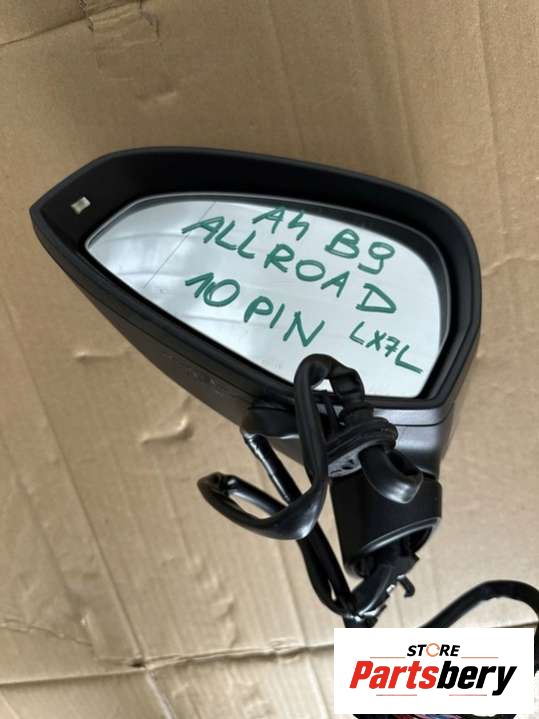 A4 B9
ALLROAD
10 PIN LX7L
STORE
Partsbery